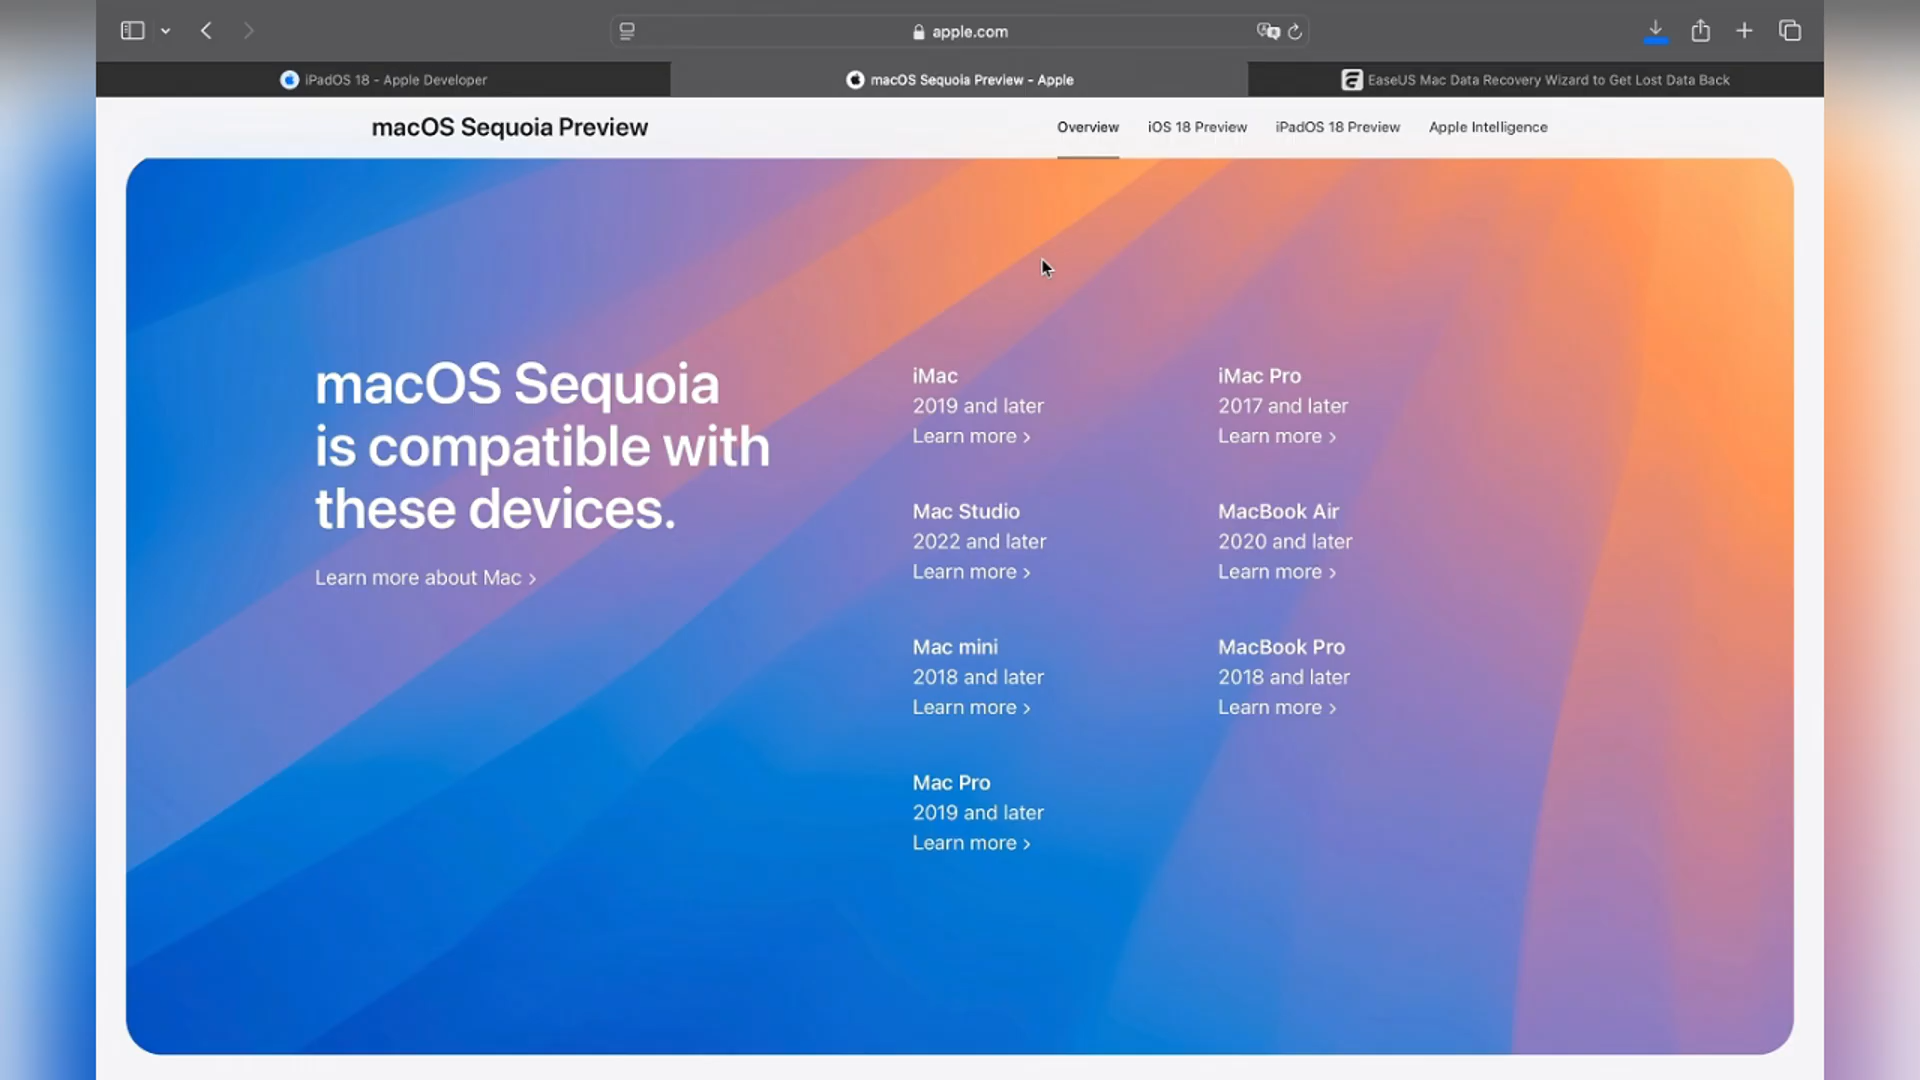 apple.com
iPadOS 18 - Apple Developer
macOS Sequoia Preview - Apple
EaseUS Mac Data Recovery Wizard to Get Lost Data Back
macOS Sequoia Preview
Overview
iOS 18 Preview
iPadOS 18 Preview
Apple Intelligence
macOS Sequoia
is compatible with
these devices.
Learn more about Mac >
iMac
2019 and later
Learn more >
iMac Pro
2017 and later
Learn more >
Mac Studio
2022 and later
Learn more >
MacBook Air
2020 and later
Learn more >
Mac mini
2018 and later
Learn more >
MacBook Pro
2018 and later
Learn more >
Mac Pro
2019 and later
Learn more >